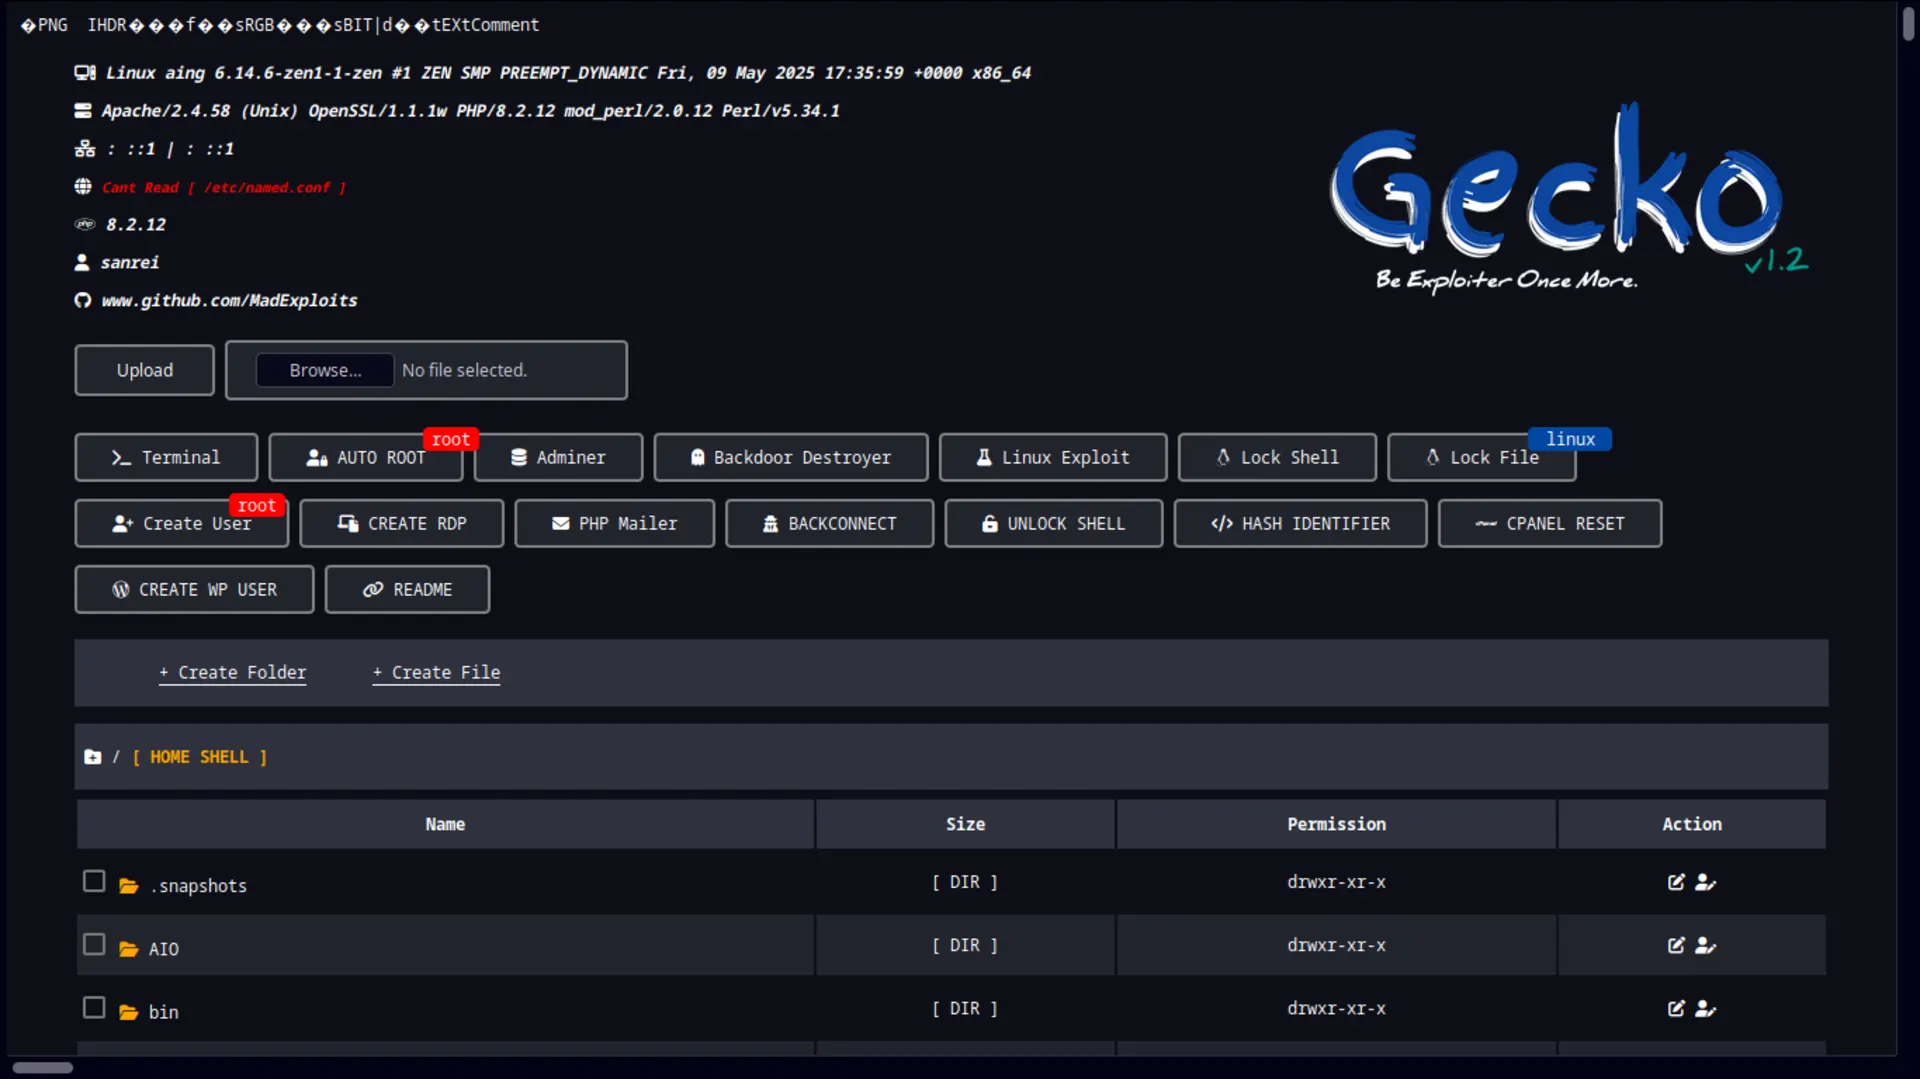 �PNG IHDR���f��sRGB���sBIT|d��tEXtComment
Linux aing 6.14.6-zen1-1-zen #1 ZEN SMP PREEMPT_DYNAMIC Fri, 09 May 2025 17:35:59 +0000 x86_64
Apache/2.4.58 (Unix) OpenSSL/1.1.1w PHP/8.2.12 mod_perl/2.0.12 Perl/v5.34.1
: ::1 | : ::1
Cant Read [ /etc/named.conf ]
php 8.2.12
sanrei
www.github.com/MadExploits
Gecko
v1.2
Be Exploiter Once More.
Upload Browse... No file selected.
Terminal AUTO ROOT root Adminer Backdoor Destroyer Linux Exploit Lock Shell Lock File linux
Create User root CREATE RDP PHP Mailer BACKCONNECT UNLOCK SHELL HASH IDENTIFIER CPANEL RESET
CREATE WP USER README
+ Create Folder + Create File
/ [ HOME SHELL ]
Name Size Permission Action
.snapshots [ DIR ] drwxr-xr-x
AIO [ DIR ] drwxr-xr-x
bin [ DIR ] drwxr-xr-x